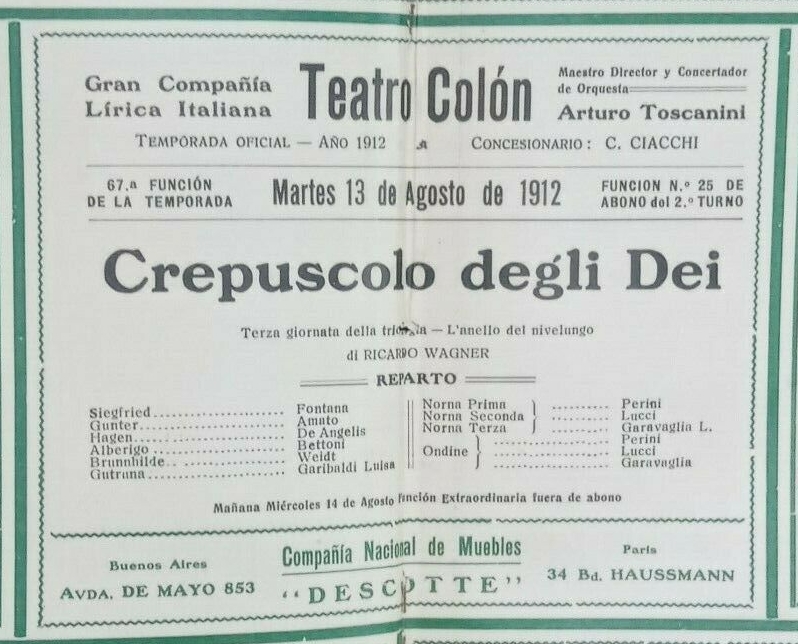 Gran Compañía
Lírica Italiana
Teatro Colón
Maestro Director y Concertador
de Orquesta
Arturo Toscanini
TEMPORADA OFICIAL — AÑO 1912
CONCESIONARIO: C. CIACCHI
67.a FUNCIÓN
DE LA TEMPORADA
Martes 13 de Agosto de 1912
FUNCION N.º 25 DE
ABONO del 2.º TURNO
Crepuscolo degli Dei
Terza giornata della — L'anello del nivelungo
di RICARDO WAGNER
REPARTO
Siegfried.......................... Fontana
Gunter............................ Amato
Hagen............................. De Angelis
Alberigo .......................... Bettoni
Brunnhilde........................ Weidt
Gutruna........................... Garibaldi Luisa
Norna Prima .......... Perini
Norna Seconda .......... Lucci
Norna Terza .......... Garavaglia L.
Ondine
.................... Perini
.................... Lucci
.................... Garavaglia
Mañana Miércoles 14 de Agosto función Extraordinaria fuera de abono
Buenos Aires
AVDA. DE MAYO 853
Compañía Nacional de Muebles
"DESCOTTE"
Paris
34 Bd. HAUSSMANN